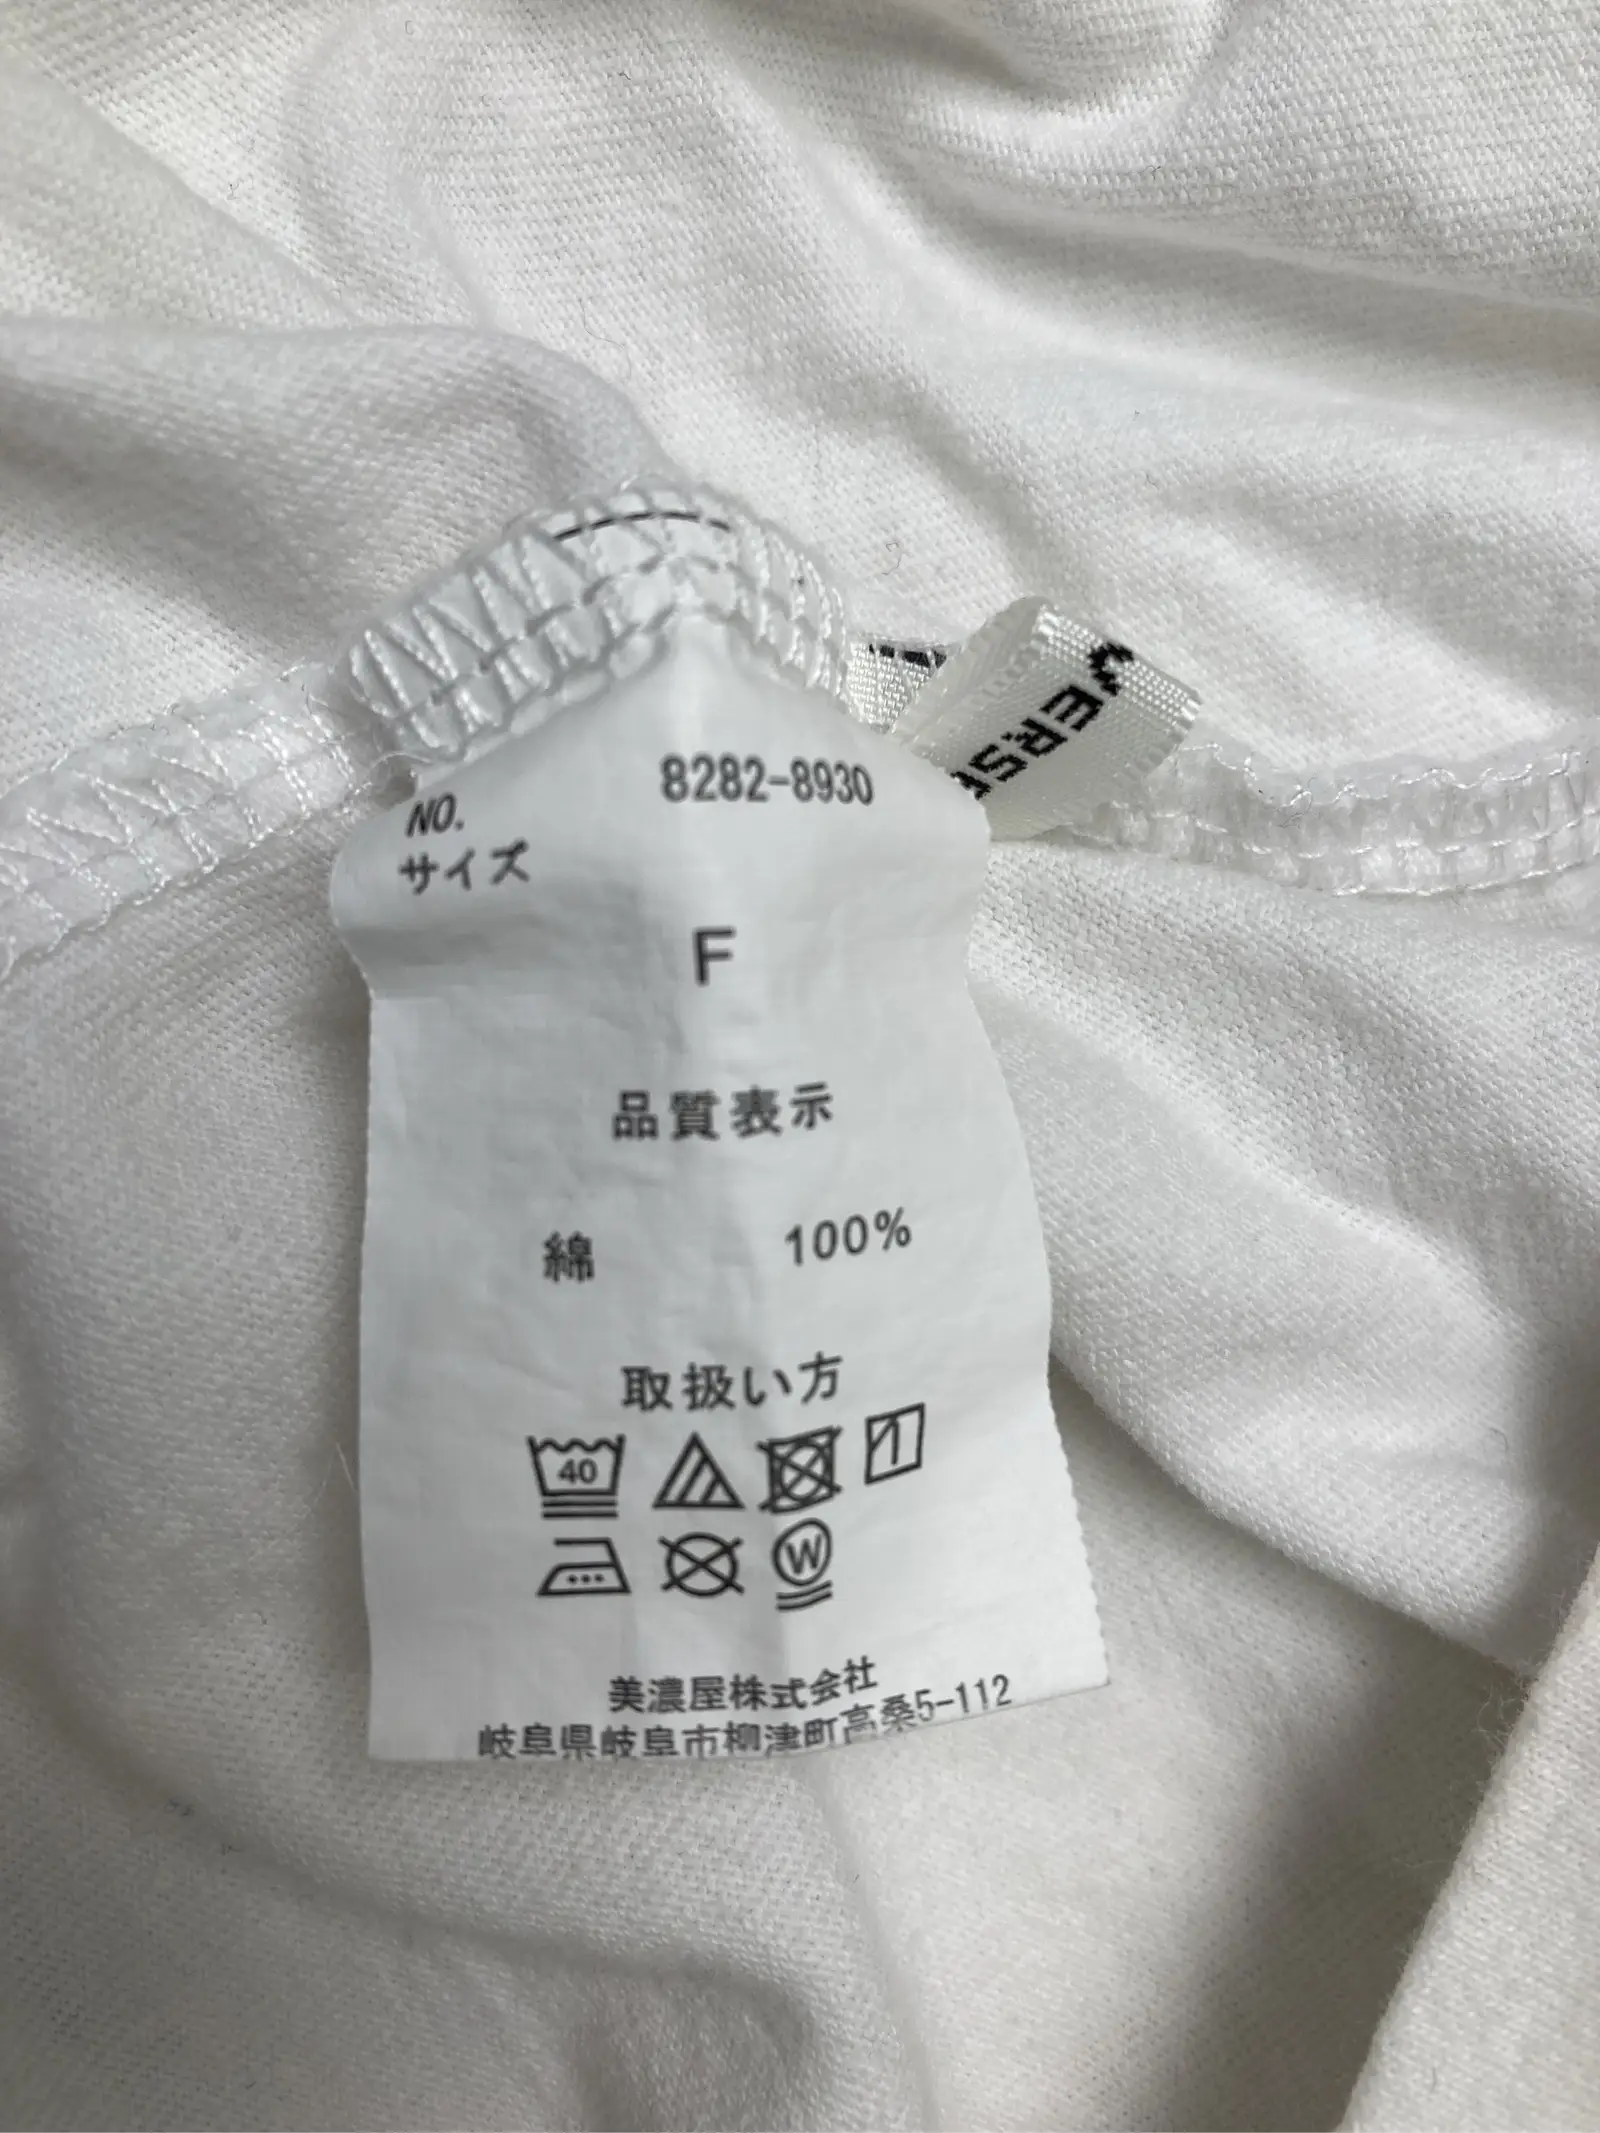 NO. 8282-8930
サイズ
F
品質表示
綿 100%
取扱い方
40
W
美濃屋株式会社
岐阜県岐阜市柳津町高桑5-112